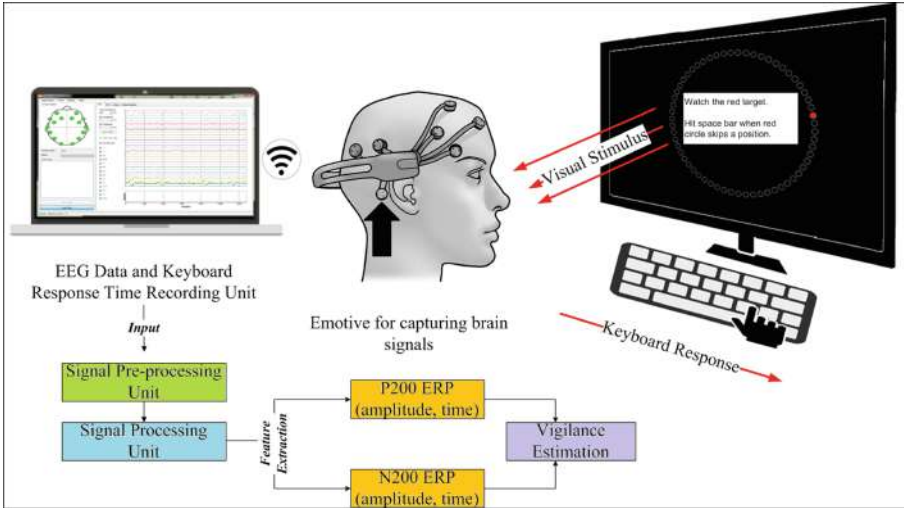 Watch the red target.
Hit space bar when red
circle skips a position.
Visual Stimulus
EEG Data and Keyboard
Response Time Recording Unit
Emotive for capturing brain
signals
Keyboard Response
Input
Signal Pre-processing
Unit
Signal Processing
Unit
Feature
Extraction
P200 ERP
(amplitude, time)
N200 ERP
(amplitude, time)
Vigilance
Estimation